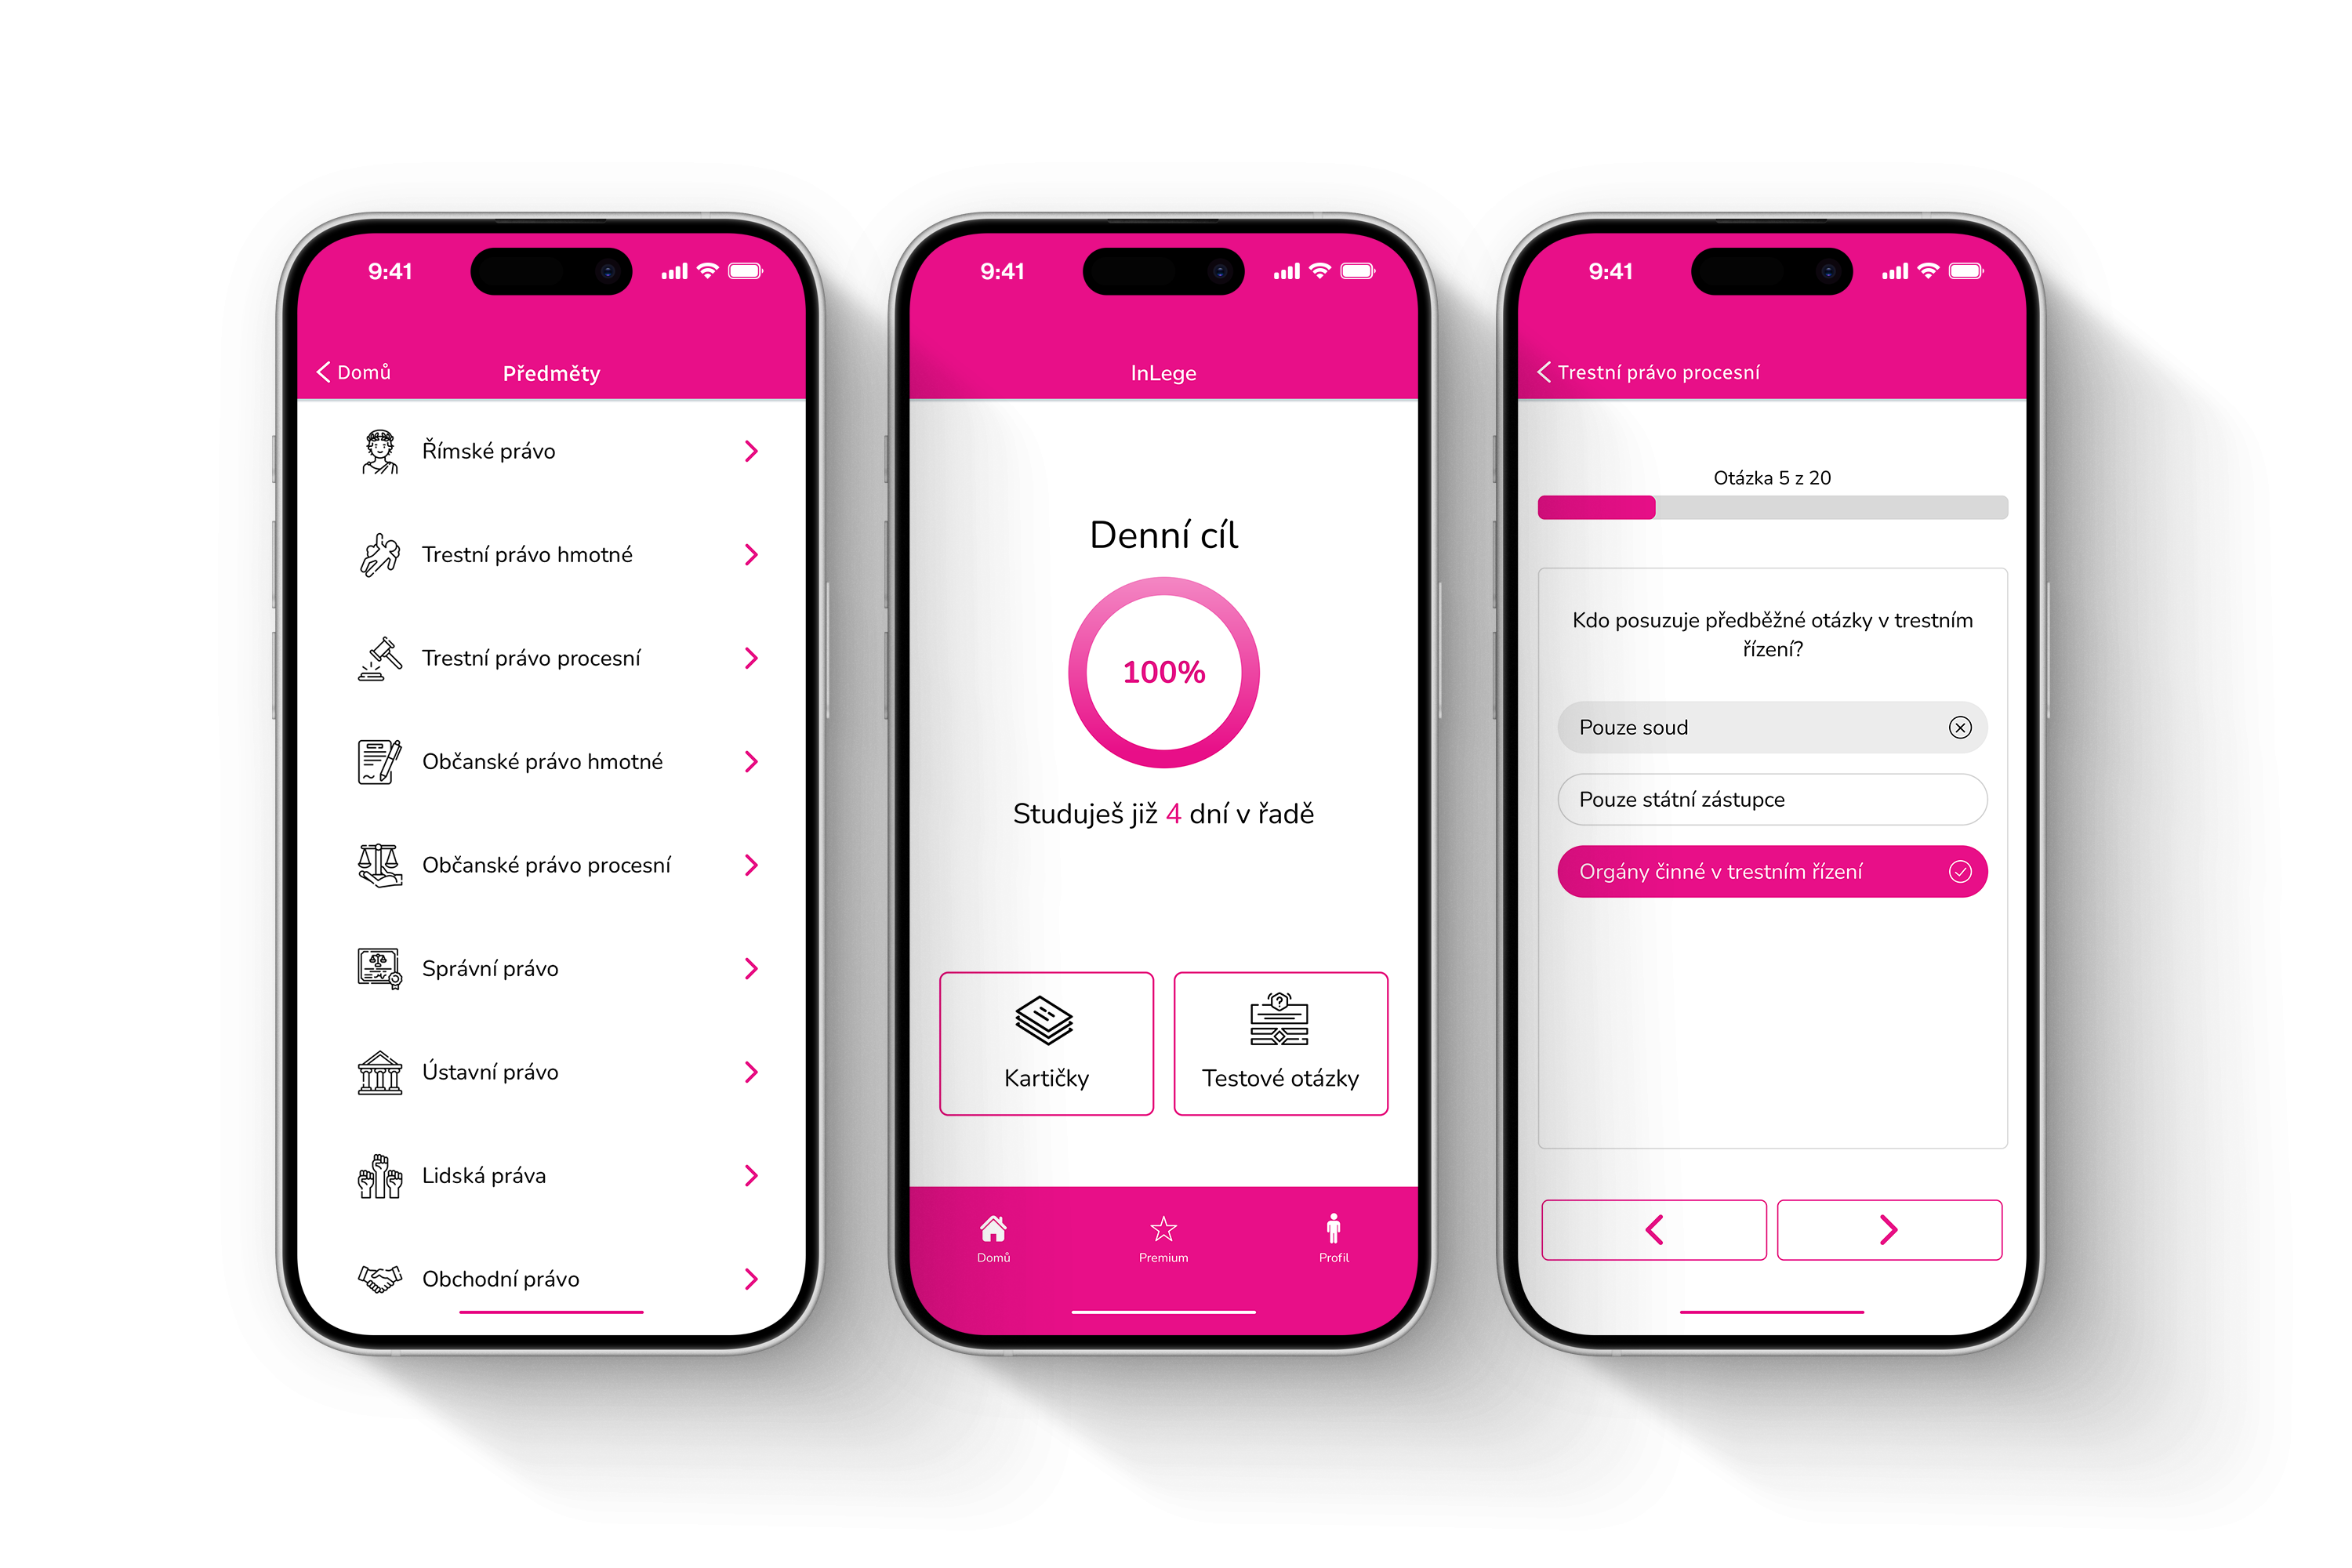 9:41
Domů
Předměty
Římské právo
Trestní právo hmotné
Trestní právo procesní
Občanské právo hmotné
Občanské právo procesní
Správní právo
Ústavní právo
Lidská práva
Obchodní právo
9:41
InLege
Denní cíl
100%
Studuješ již 4 dní v řadě
Kartičky
Testové otázky
Domů
Premium
Profil
9:41
Trestní právo procesní
Otázka 5 z 20
Kdo posuzuje předběžné otázky v trestním
řízení?
Pouze soud
Pouze státní zástupce
Orgány činné v trestním řízení